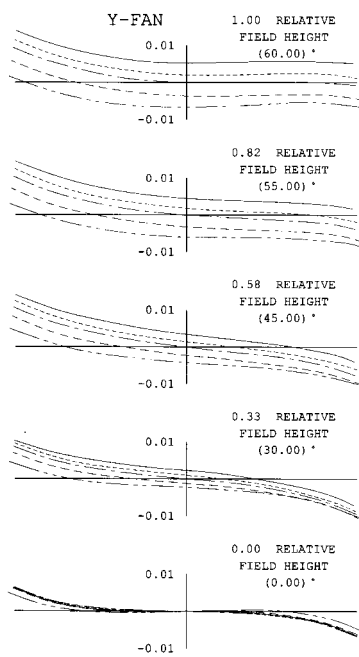 Y-FAN
1.00 RELATIVE
FIELD HEIGHT
(60.00)°
0.01
-0.01
0.82 RELATIVE
FIELD HEIGHT
(55.00)°
0.01
-0.01
0.58 RELATIVE
FIELD HEIGHT
(45.00)°
0.01
-0.01
0.33 RELATIVE
FIELD HEIGHT
(30.00)°
0.01
-0.01
0.00 RELATIVE
FIELD HEIGHT
(0.00)°
0.01
-0.01